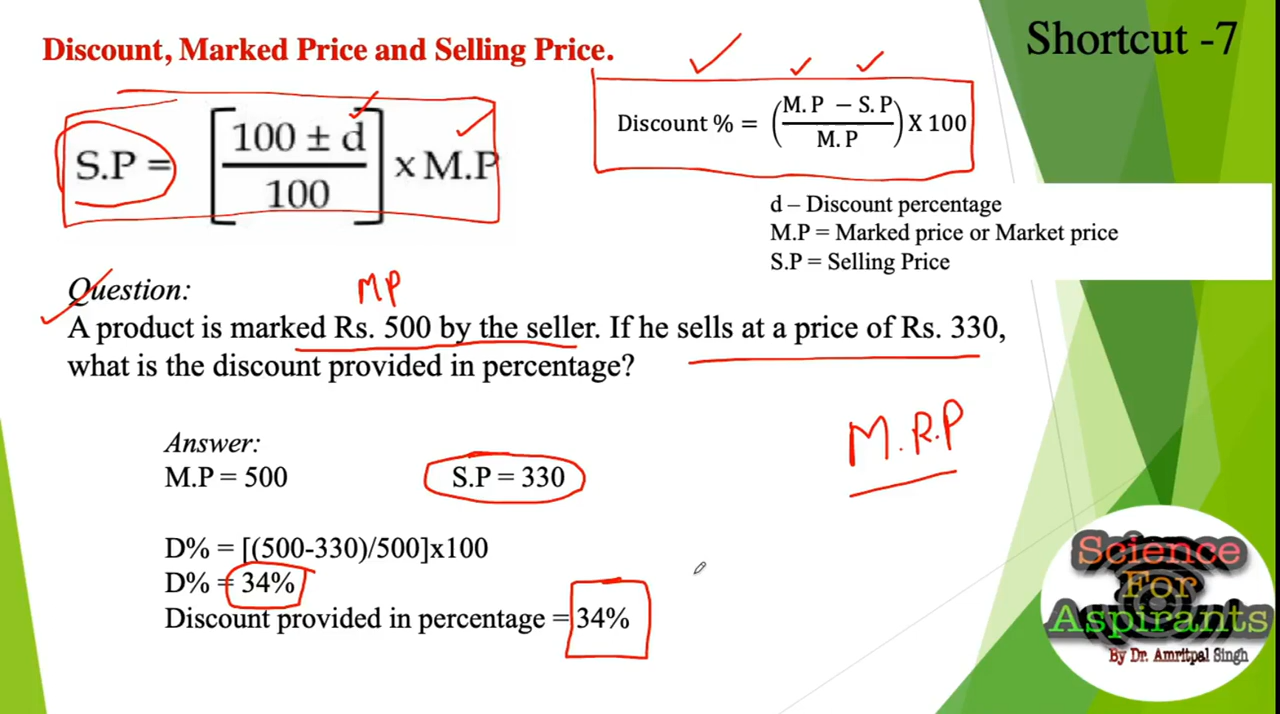 Shortcut -7
Discount, Marked Price and Selling Price.
S.P = [100 ± d / 100] x M.P
Discount % = (M.P − S.P / M.P) X 100
d – Discount percentage
M.P = Marked price or Market price
S.P = Selling Price
Question:
MP
A product is marked Rs. 500 by the seller. If he sells at a price of Rs. 330,
what is the discount provided in percentage?
M.R.P
Answer:
M.P = 500 S.P = 330
D% = [(500-330)/500]x100
D% = 34%
Discount provided in percentage = 34%
Science
For
Aspirants
By Dr. Amritpal Singh